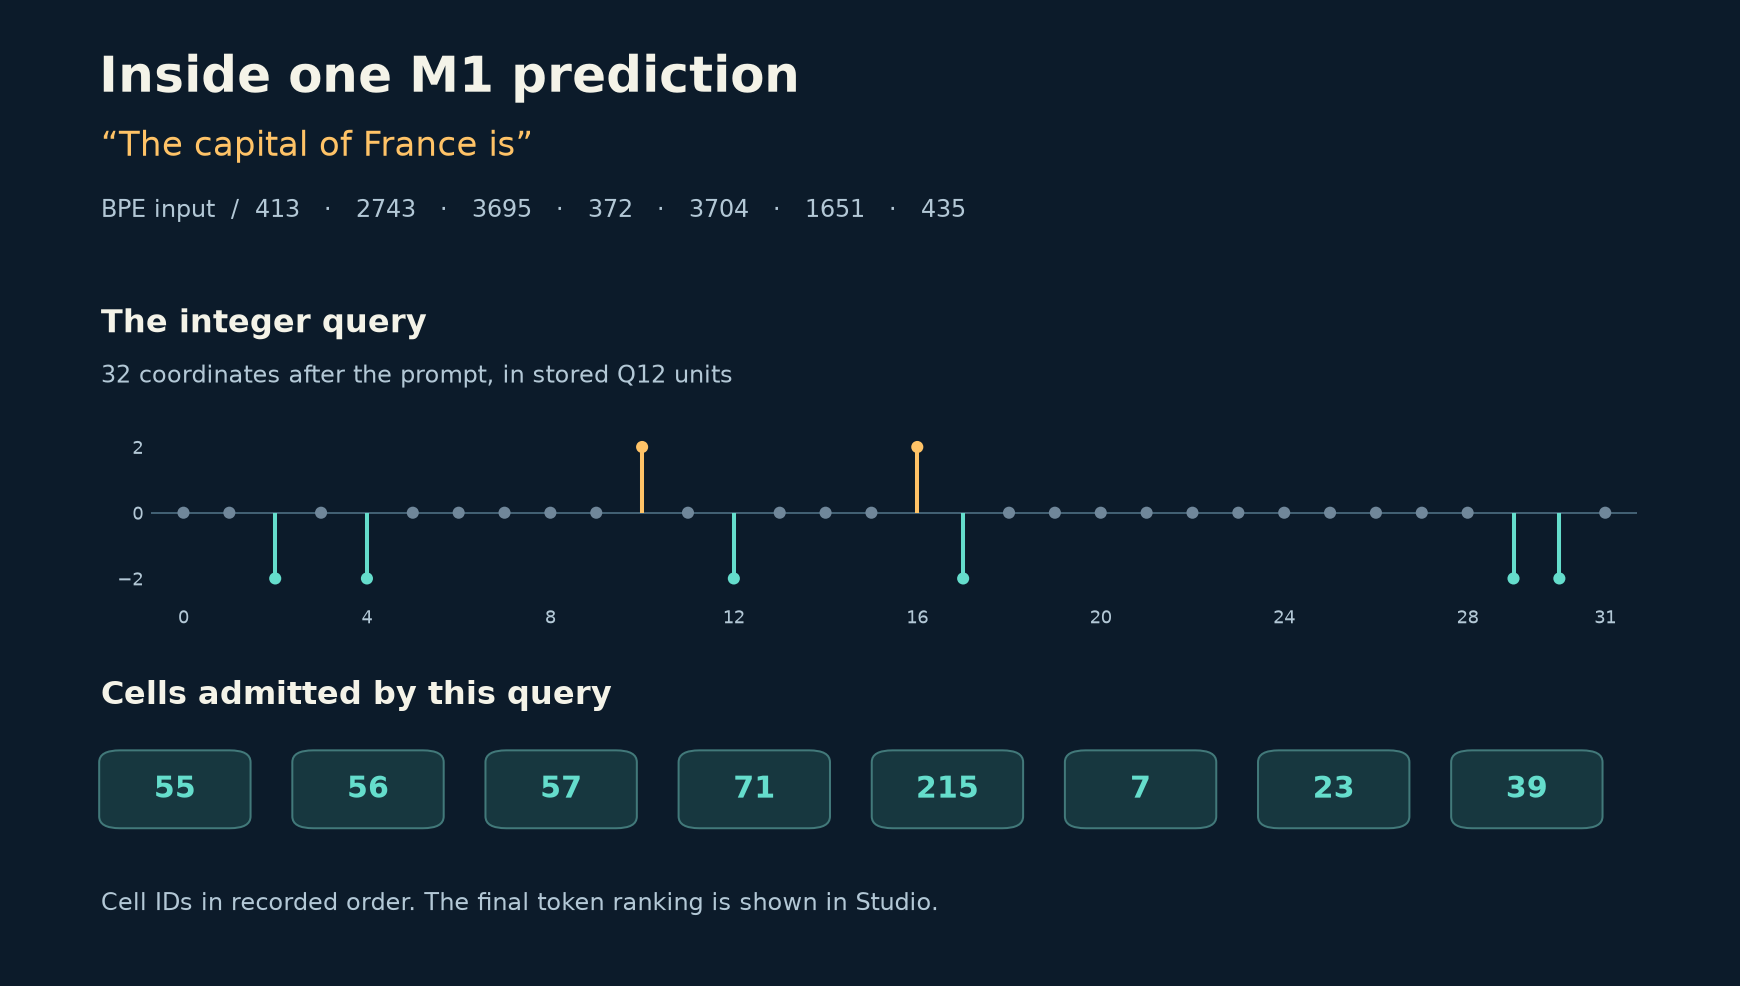 Inside one M1 prediction
“The capital of France is”
BPE input / 413 · 2743 · 3695 · 372 · 3704 · 1651 · 435
The integer query
32 coordinates after the prompt, in stored Q12 units
2
0
−2
0 4 8 12 16 20 24 28 31
Cells admitted by this query
55 56 57 71 215 7 23 39
Cell IDs in recorded order. The final token ranking is shown in Studio.